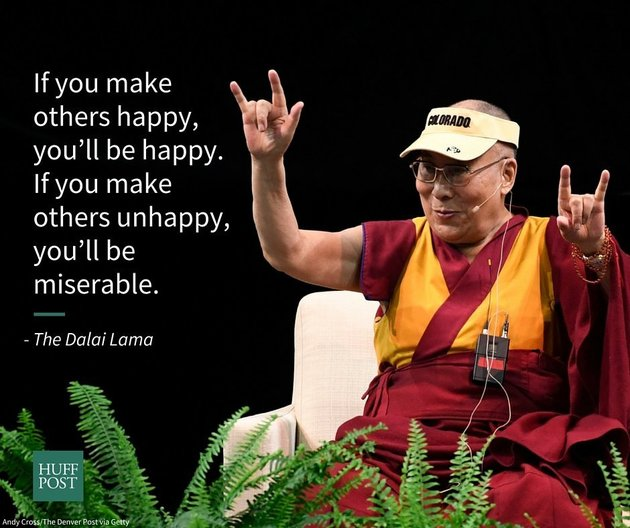 If you make
others happy,
you'll be happy.
If you make
others unhappy,
you'll be
miserable.
- The Dalai Lama
COLORADO
HUFF
POST
Andy Cross/The Denver Post via Getty